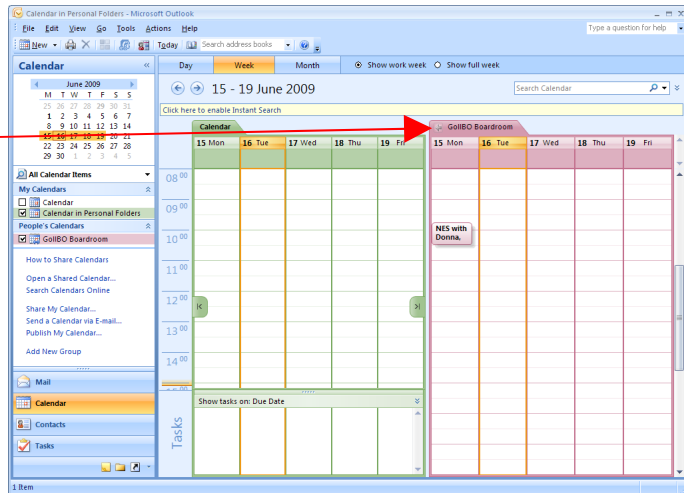 Calendar in Personal Folders - Microsoft Outlook
File Edit View Go Tools Actions Help
Type a question for help
New Today Search address books
Calendar «
Day Week Month Show work week Show full week
June 2009
M T W T F S S
25 26 27 28 29 30 31
1 2 3 4 5 6 7
8 9 10 11 12 13 14
15 16 17 18 19 20 21
22 23 24 25 26 27 28
29 30 1 2 3 4 5
15 - 19 June 2009
Search Calendar
Click here to enable Instant Search
Calendar
GollBO Boardroom
15 Mon 16 Tue 17 Wed 18 Thu 19 Fri
15 Mon 16 Tue 17 Wed 18 Thu 19 Fri
All Calendar Items
My Calendars
Calendar
Calendar in Personal Folders
People's Calendars
GollBO Boardroom
How to Share Calendars
Open a Shared Calendar...
Search Calendars Online
Share My Calendar...
Send a Calendar via E-mail...
Publish My Calendar...
Add New Group
08 00
09 00
10 00
11 00
12 00
13 00
14 00
NES with
Donna,
Show tasks on: Due Date
Tasks
Mail
Calendar
Contacts
Tasks
1 Item